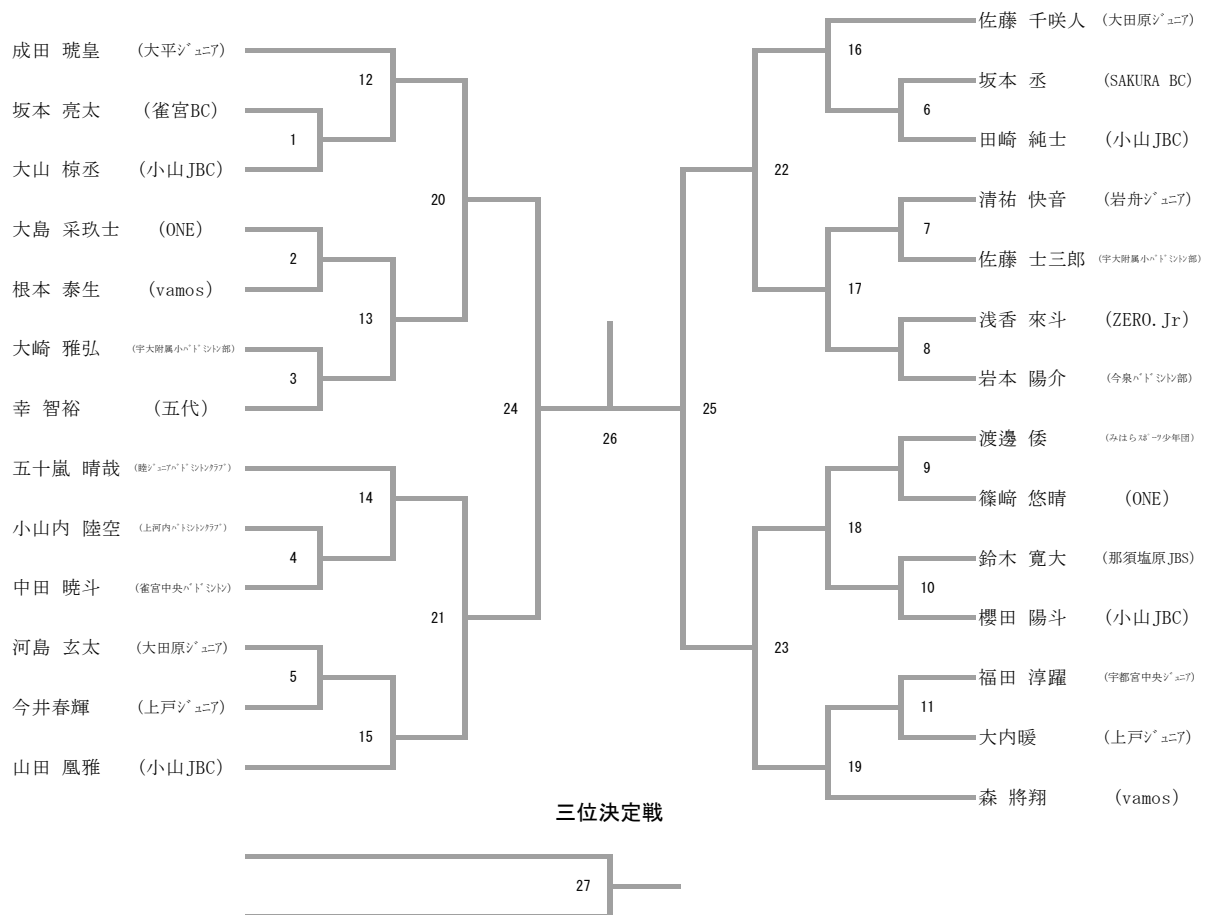 成田 琥皇 (大平ｼﾞｭﾆｱ)
坂本 亮太 (雀宮BC)
大山 椋丞 (小山JBC)
大島 采玖士 (ONE)
根本 泰生 (vamos)
大崎 雅弘 (宇大附属小ﾊﾞﾄﾞﾐﾝﾄﾝ部)
幸 智裕 (五代)
五十嵐 晴哉 (睦ｼﾞｭﾆｱﾊﾞﾄﾞﾐﾝﾄﾝｸﾗﾌﾞ)
小山内 陸空 (上河内ﾊﾞﾄﾞﾐﾝﾄﾝｸﾗﾌﾞ)
中田 暁斗 (雀宮中央ﾊﾞﾄﾞﾐﾝﾄﾝ)
河島 玄太 (大田原ｼﾞｭﾆｱ)
今井春輝 (上戸ｼﾞｭﾆｱ)
山田 凰雅 (小山JBC)
1
2
3
4
5
12
13
14
15
20
21
24
26
25
22
23
16
17
18
19
6
7
8
9
10
11
佐藤 千咲人 (大田原ｼﾞｭﾆｱ)
坂本 丞 (SAKURA BC)
田崎 純士 (小山JBC)
清祐 快音 (岩舟ｼﾞｭﾆｱ)
佐藤 士三郎 (宇大附属小ﾊﾞﾄﾞﾐﾝﾄﾝ部)
浅香 來斗 (ZERO.Jr)
岩本 陽介 (今泉ﾊﾞﾄﾞﾐﾝﾄﾝ部)
渡邊 倭 (みはらｽﾎﾟｰﾂ少年団)
篠﨑 悠晴 (ONE)
鈴木 寛大 (那須塩原JBS)
櫻田 陽斗 (小山JBC)
福田 淳躍 (宇都宮中央ｼﾞｭﾆｱ)
大内暖 (上戸ｼﾞｭﾆｱ)
森 將翔 (vamos)
三位決定戦
27